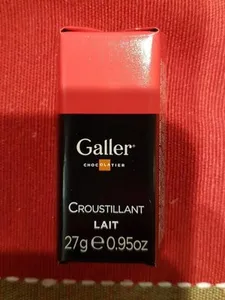 Galler®
CHOCOLATIER
CROUSTILLANT
LAIT
27g ℮ 0.95oz